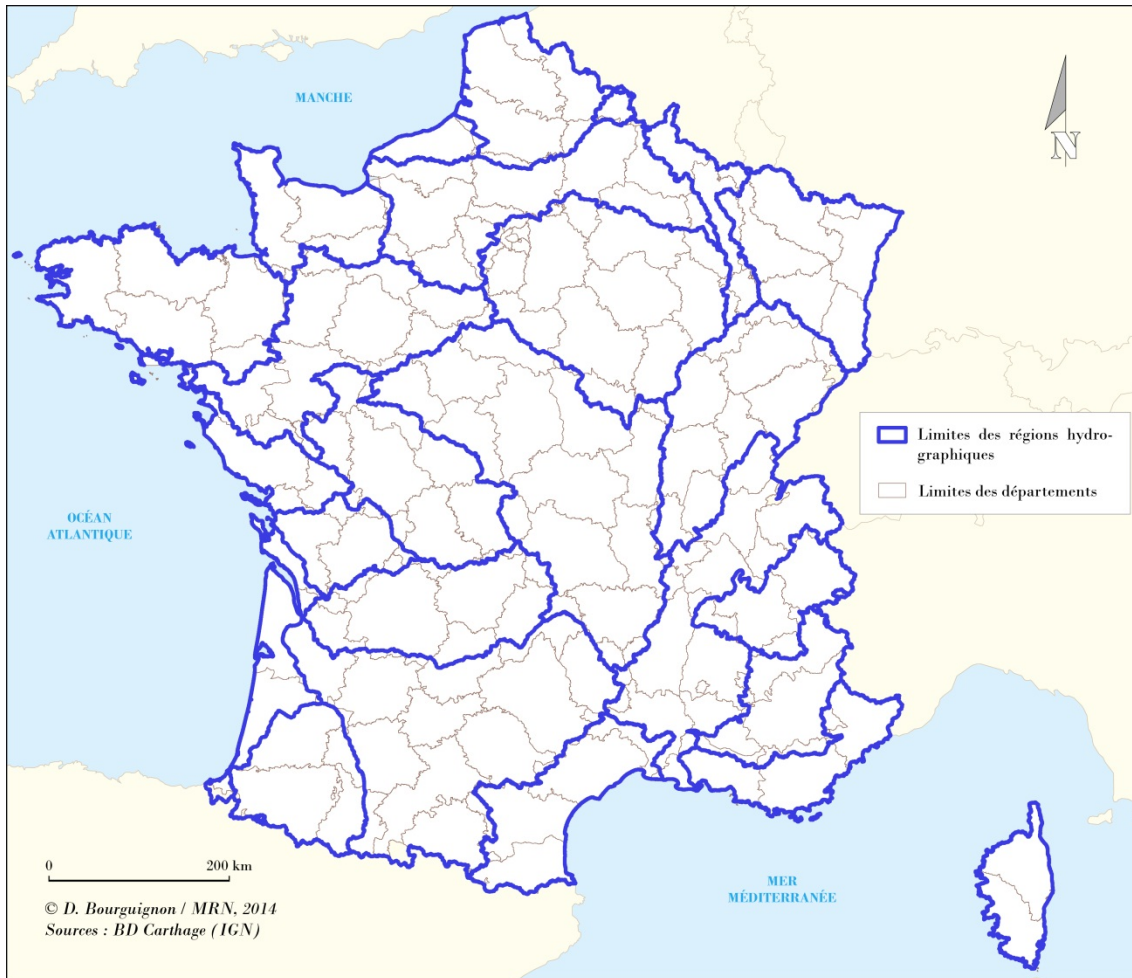 MANCHE
N
Limites des régions hydro-
graphiques
Limites des départements
OCÉAN
ATLANTIQUE
0 200 km
MER
MÉDITERRANÉE
© D. Bourguignon / MRN, 2014
Sources : BD Carthage (IGN)